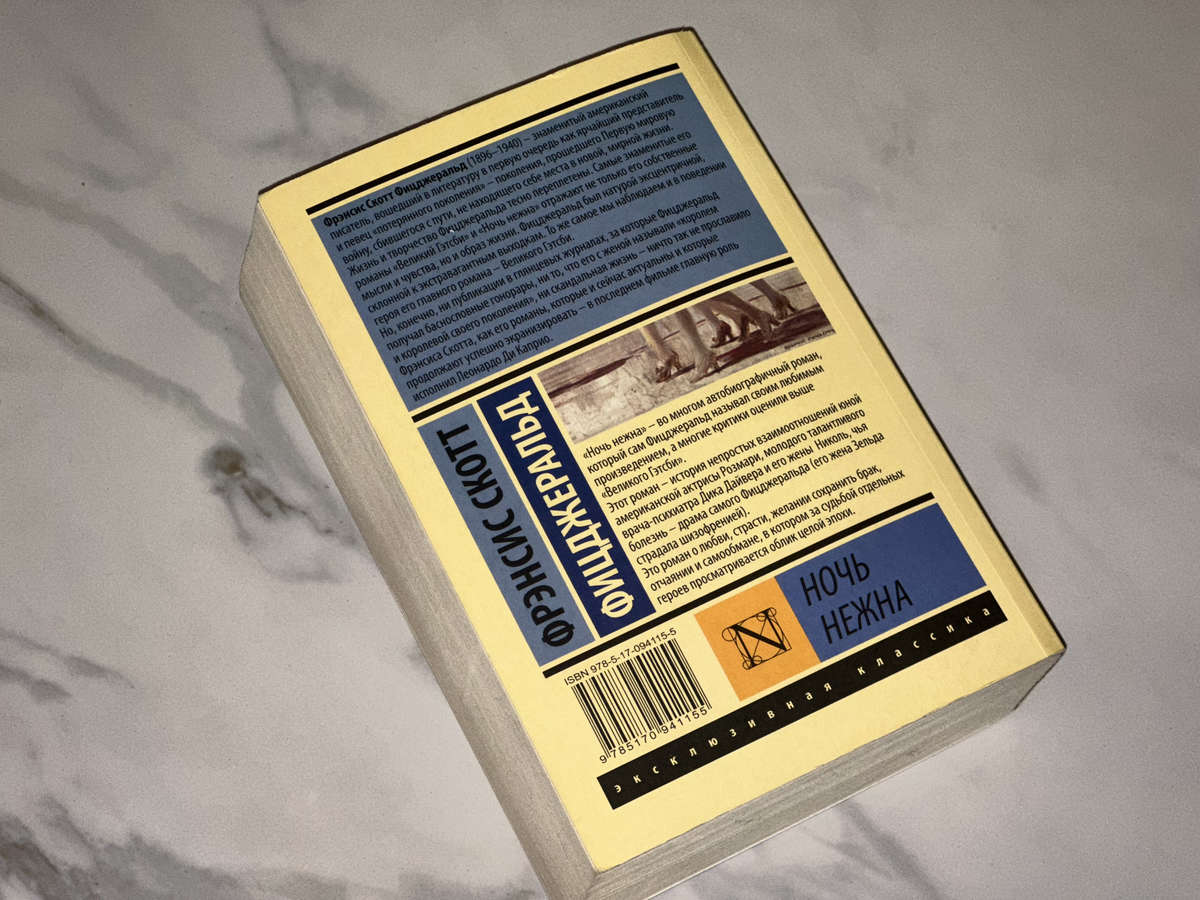 Фрэнсис Скотт Фицджеральд (1896–1940) – знаменитый американский
писатель, вошедший в литературу в первую очередь как ярчайший представитель
и певец «потерянного поколения» – поколения, прошедшего Первую мировую
войну, сбившегося с пути, не находящего себе места в новой, мирной жизни.
Жизнь и творчество Фицджеральда тесно переплетены. Самые знаменитые его
романы «Великий Гэтсби» и «Ночь нежна» отражают не только его собственные
мысли и чувства, но и образ жизни. Фицджеральд был натурой эксцентричной,
склонной к экстравагантным выходкам. То же самое мы наблюдаем и в поведении
героя его главного романа – Великого Гэтсби.
Но, конечно, ни публикации в глянцевых журналах, за которые Фицджеральд
получал баснословные гонорары, ни то, что его с женой называли «королем
и королевой своего поколения», ни скандальная жизнь – ничто так не прославило
Фрэнсиса Скотта, как его романы, которые и сейчас актуальны и которые
продолжают успешно экранизировать – в последнем фильме главную роль
исполнил Леонардо Ди Каприо.
ФРЭНСИС СКОТТ
ФИЦДЖЕРАЛЬД
«Ночь нежна» – во многом автобиографичный роман,
который сам Фицджеральд называл своим любимым
произведением, а многие критики оценили выше
«Великого Гэтсби».
Этот роман – история непростых взаимоотношений юной
американской актрисы Розмари, молодого талантливого
врача-психиатра Дика Дайвера и его жены Николь, чья
болезнь – драма самого Фицджеральда (его жена Зельда
страдала шизофренией).
Это роман о любви, страсти, желании сохранить брак,
отчаянии и самообмане, в котором за судьбой отдельных
героев просматривается облик целой эпохи.
НОЧЬ
НЕЖНА
N
ISBN 978-5-17-094115-5
9 785170 941155
эксклюзивная классика